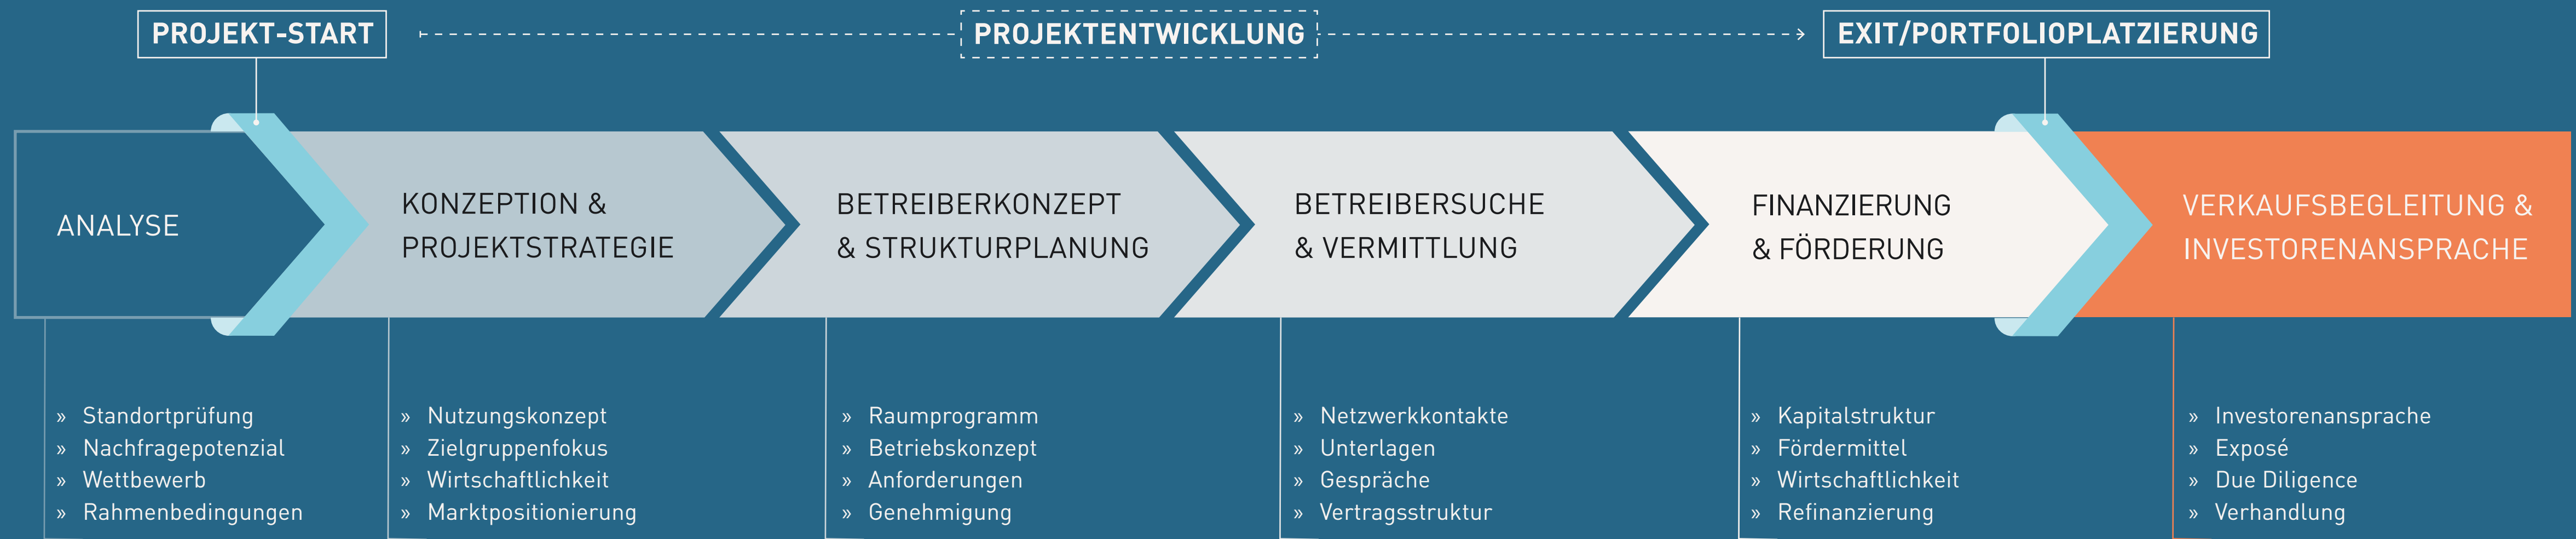 PROJEKT-START
PROJEKTENTWICKLUNG
EXIT/PORTFOLIOPLATZIERUNG
ANALYSE
KONZEPTION &
PROJEKTSTRATEGIE
BETREIBERKONZEPT
& STRUKTURPLANUNG
BETREIBERSUCHE
& VERMITTLUNG
FINANZIERUNG
& FÖRDERUNG
VERKAUFSBEGLEITUNG &
INVESTORENANSPRACHE
» Standortprüfung
» Nachfragepotenzial
» Wettbewerb
» Rahmenbedingungen
» Nutzungskonzept
» Zielgruppenfokus
» Wirtschaftlichkeit
» Marktpositionierung
» Raumprogramm
» Betriebskonzept
» Anforderungen
» Genehmigung
» Netzwerkkontakte
» Unterlagen
» Gespräche
» Vertragsstruktur
» Kapitalstruktur
» Fördermittel
» Wirtschaftlichkeit
» Refinanzierung
» Investorenansprache
» Exposé
» Due Diligence
» Verhandlung